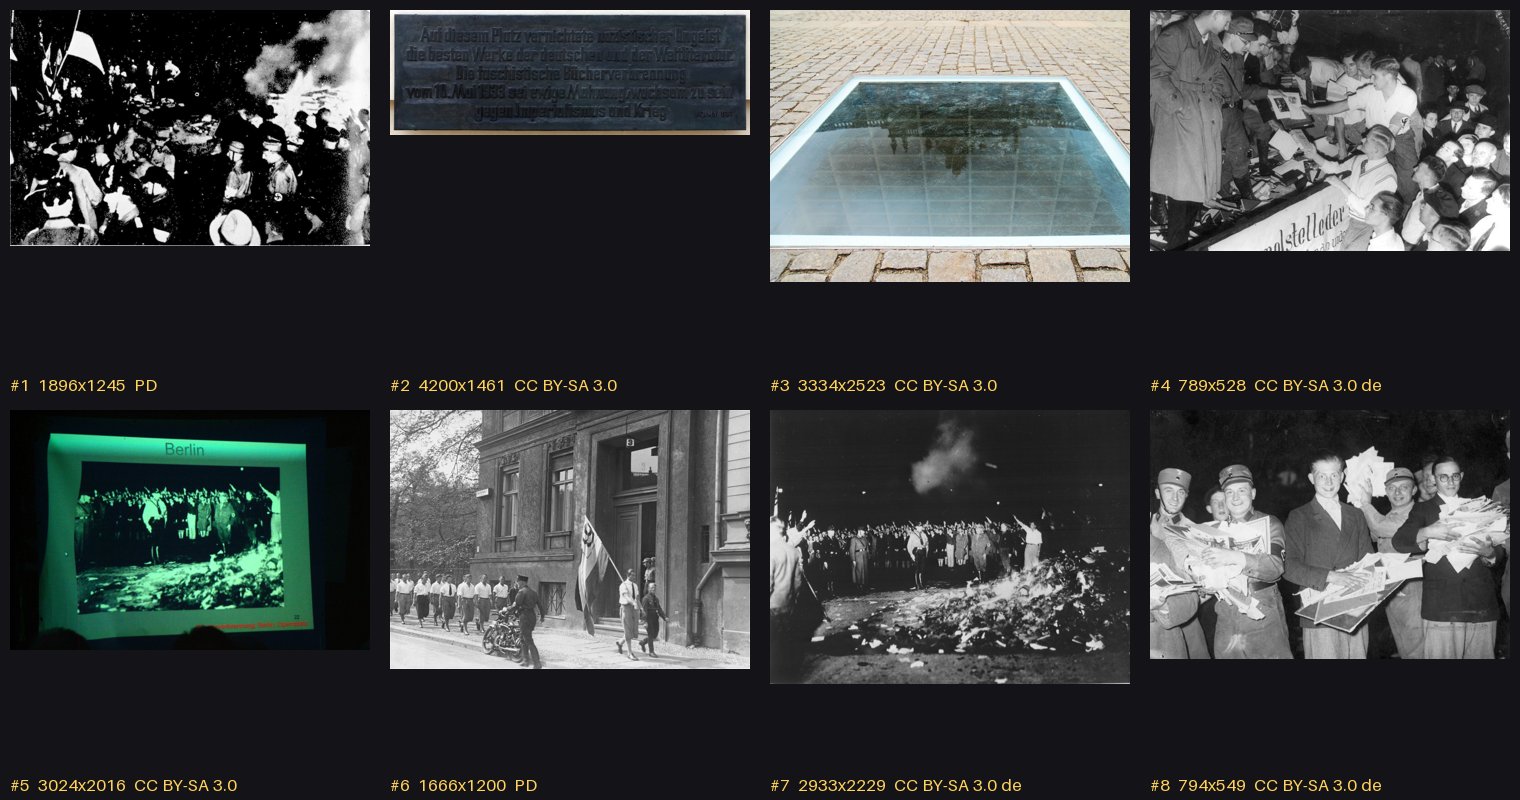 Auf diesem Platz vernichtete nazistischer Ungeist
die besten Werke der deutschen und der Weltliteratur.
Die faschistische Bücherverbrennung
vom 10. Mai 1933 sei ewige Mahnung wachsam zu sein
gegen Imperialismus und Krieg
olstelleder
#1 1896x1245 PD
#2 4200x1461 CC BY-SA 3.0
#3 3334x2523 CC BY-SA 3.0
#4 789x528 CC BY-SA 3.0 de
Berlin
#5 3024x2016 CC BY-SA 3.0
#6 1666x1200 PD
#7 2933x2229 CC BY-SA 3.0 de
#8 794x549 CC BY-SA 3.0 de